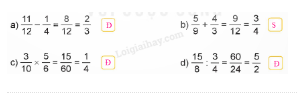 a) 11/12 − 1/4 = 8/12 = 2/3 Đ
b) 5/9 + 4/3 = 9/12 = 3/4 S
c) 3/10 × 5/6 = 15/60 = 1/4 Đ
d) 15/8 : 3/4 = 60/24 = 5/2 Đ
Loigiaihay.com